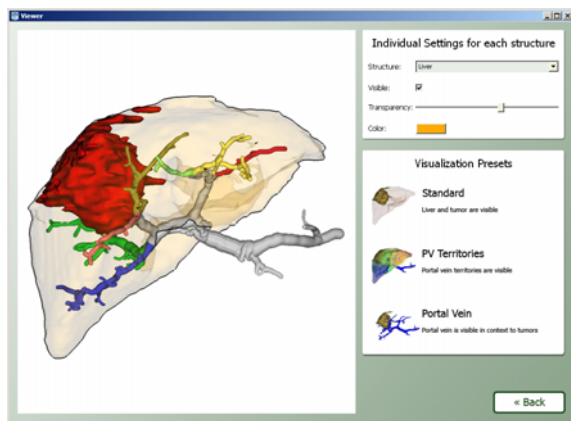 Viewer
Individual Settings for each structure
Structure: Liver
Visible:
Transparency:
Color:
Visualization Presets
Standard
Liver and tumor are visible
PV Territories
Portal vein territories are visible
Portal Vein
Portal vein is visible in context to tumors
« Back